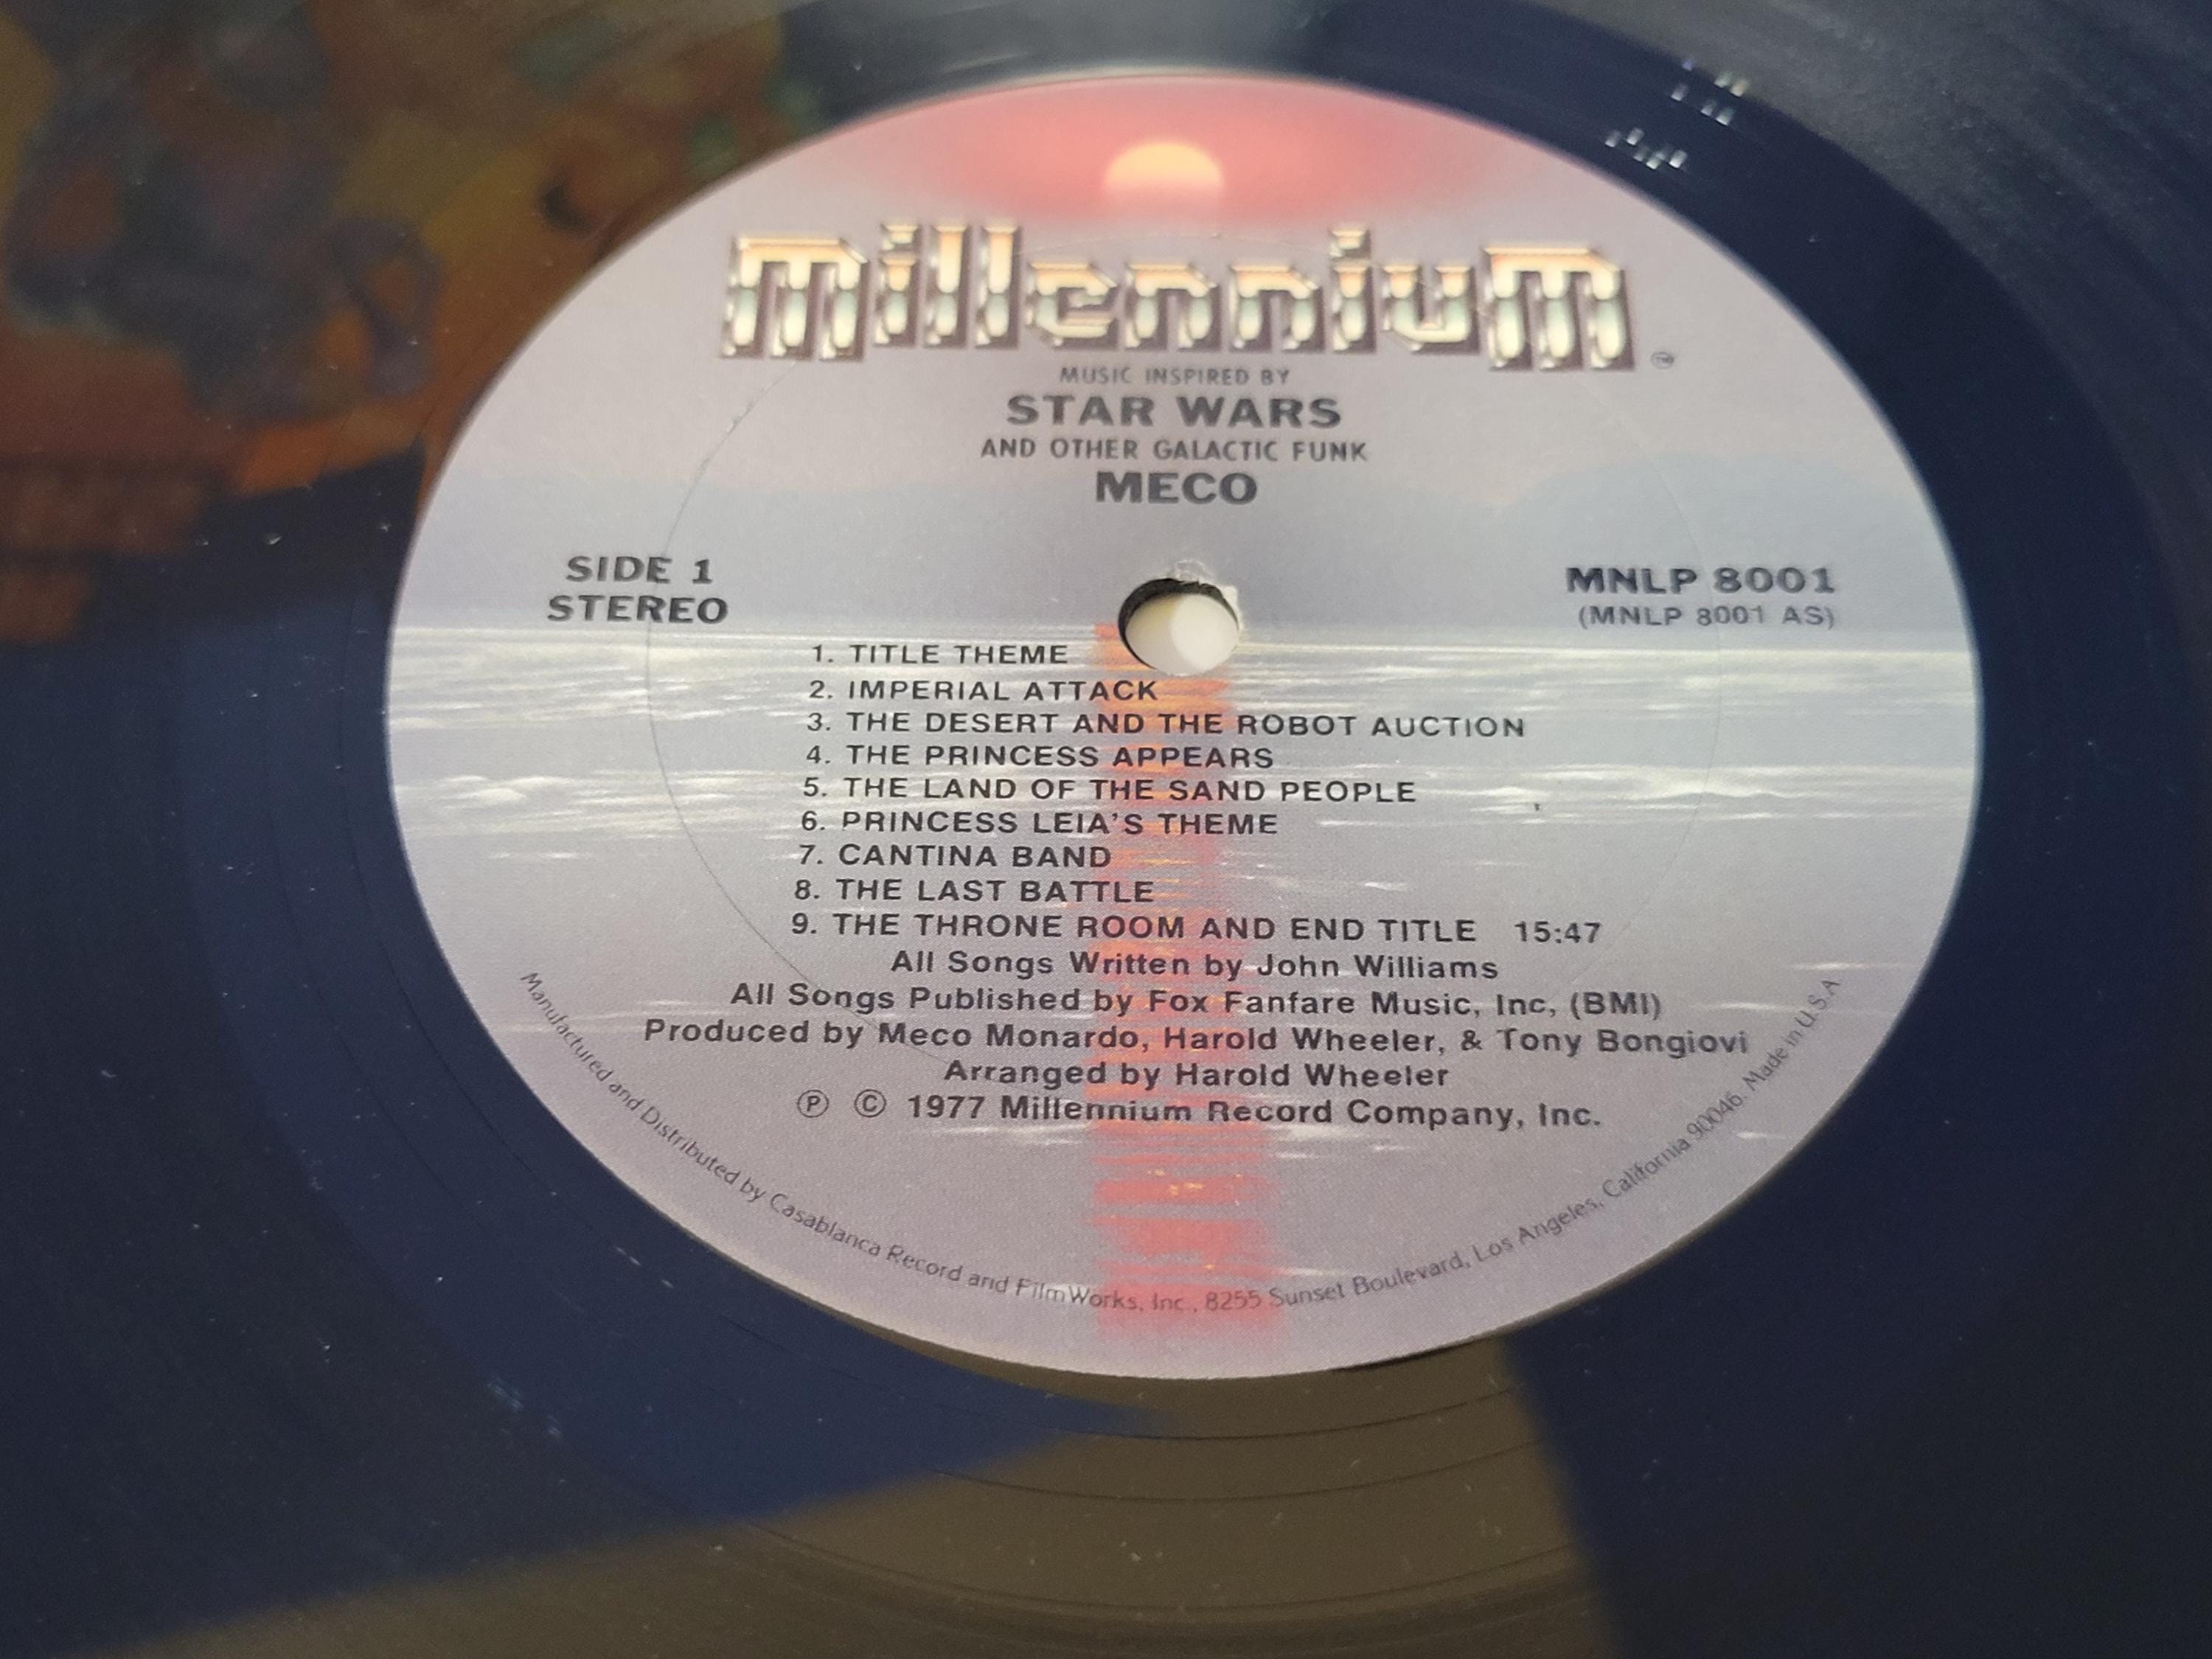 millennium ™
MUSIC INSPIRED BY
STAR WARS
AND OTHER GALACTIC FUNK
MECO
SIDE 1
STEREO
MNLP 8001
(MNLP 8001 AS)
1. TITLE THEME
2. IMPERIAL ATTACK
3. THE DESERT AND THE ROBOT AUCTION
4. THE PRINCESS APPEARS
5. THE LAND OF THE SAND PEOPLE
6. PRINCESS LEIA'S THEME
7. CANTINA BAND
8. THE LAST BATTLE
9. THE THRONE ROOM AND END TITLE 15:47
All Songs Written by John Williams
All Songs Published by Fox Fanfare Music, Inc, (BMI)
Produced by Meco Monardo, Harold Wheeler, & Tony Bongiovi
Arranged by Harold Wheeler
Ⓟ © 1977 Millennium Record Company, Inc.
Manufactured and Distributed by Casablanca Record and FilmWorks, Inc., 8255 Sunset Boulevard, Los Angeles, California 90046. Made in U.S.A